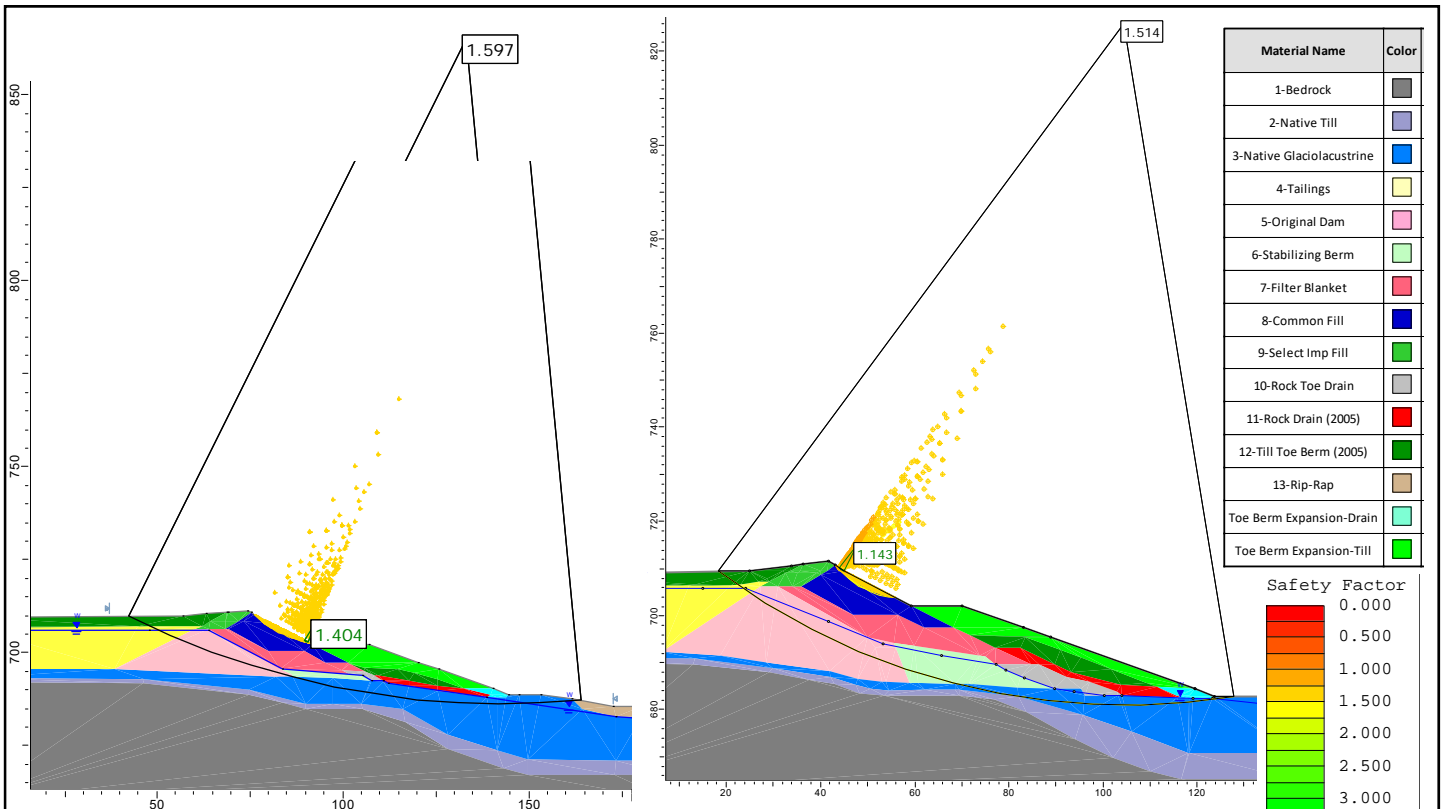 1.597
1.404
850
800
750
700
50
100
150
W
W
1.514
1.143
820
800
780
760
740
720
700
680
20
40
60
80
100
120
W
Material Name Color
1-Bedrock
2-Native Till
3-Native Glaciolacustrine
4-Tailings
5-Original Dam
6-Stabilizing Berm
7-Filter Blanket
8-Common Fill
9-Select Imp Fill
10-Rock Toe Drain
11-Rock Drain (2005)
12-Till Toe Berm (2005)
13-Rip-Rap
Toe Berm Expansion-Drain
Toe Berm Expansion-Till
Safety Factor
0.000
0.500
1.000
1.500
2.000
2.500
3.000